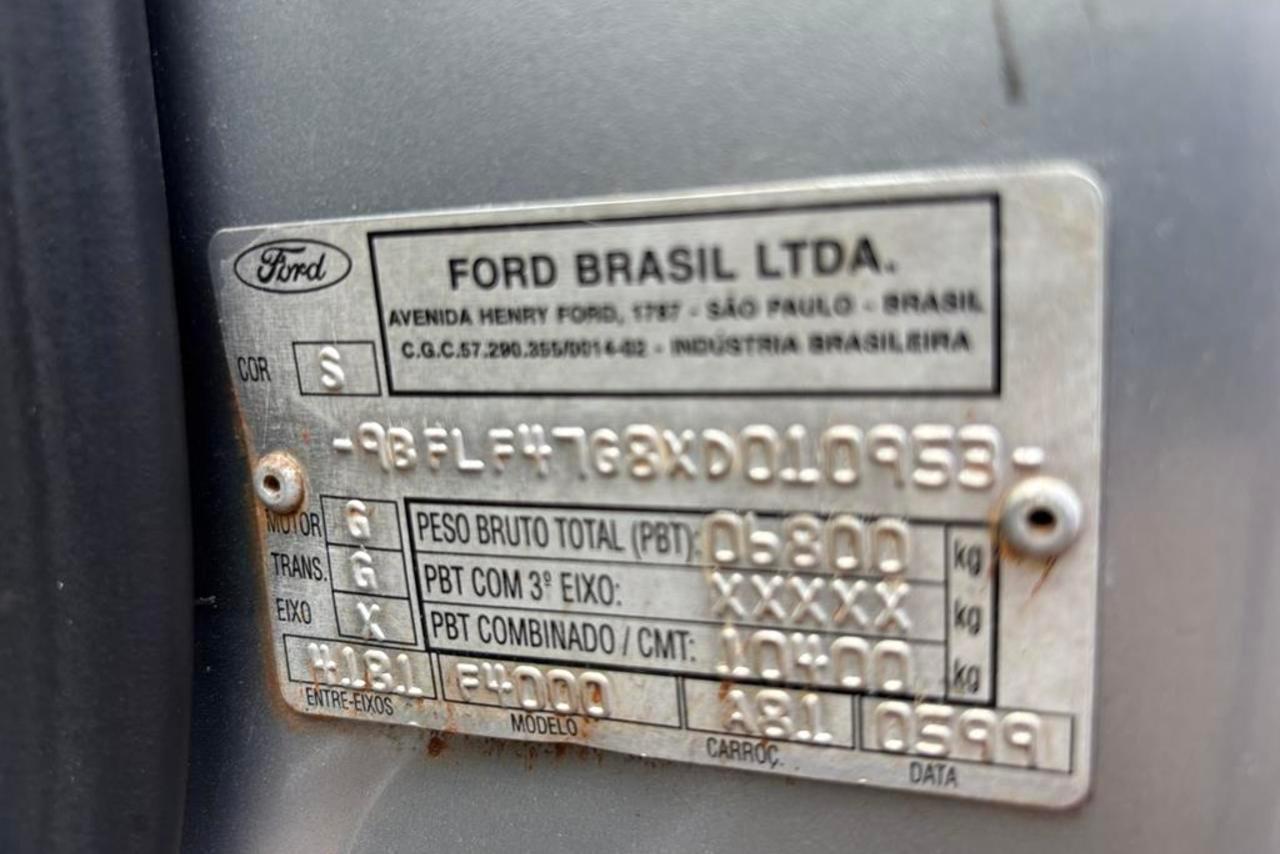 Ford
FORD BRASIL LTDA.
AVENIDA HENRY FORD, 1787 - SÃO PAULO - BRASIL
C.G.C.57.290.355/0014-02 - INDÚSTRIA BRASILEIRA
COR S
-9BFLF47G8XD010953-
MOTOR G
TRANS. G
EIXO X
PESO BRUTO TOTAL (PBT): 06800 kg
PBT COM 3º EIXO: XXXXX kg
PBT COMBINADO / CMT: 10400 kg
4181 F4000 A81 0599
ENTRE-EIXOS MODELO CARROÇ. DATA